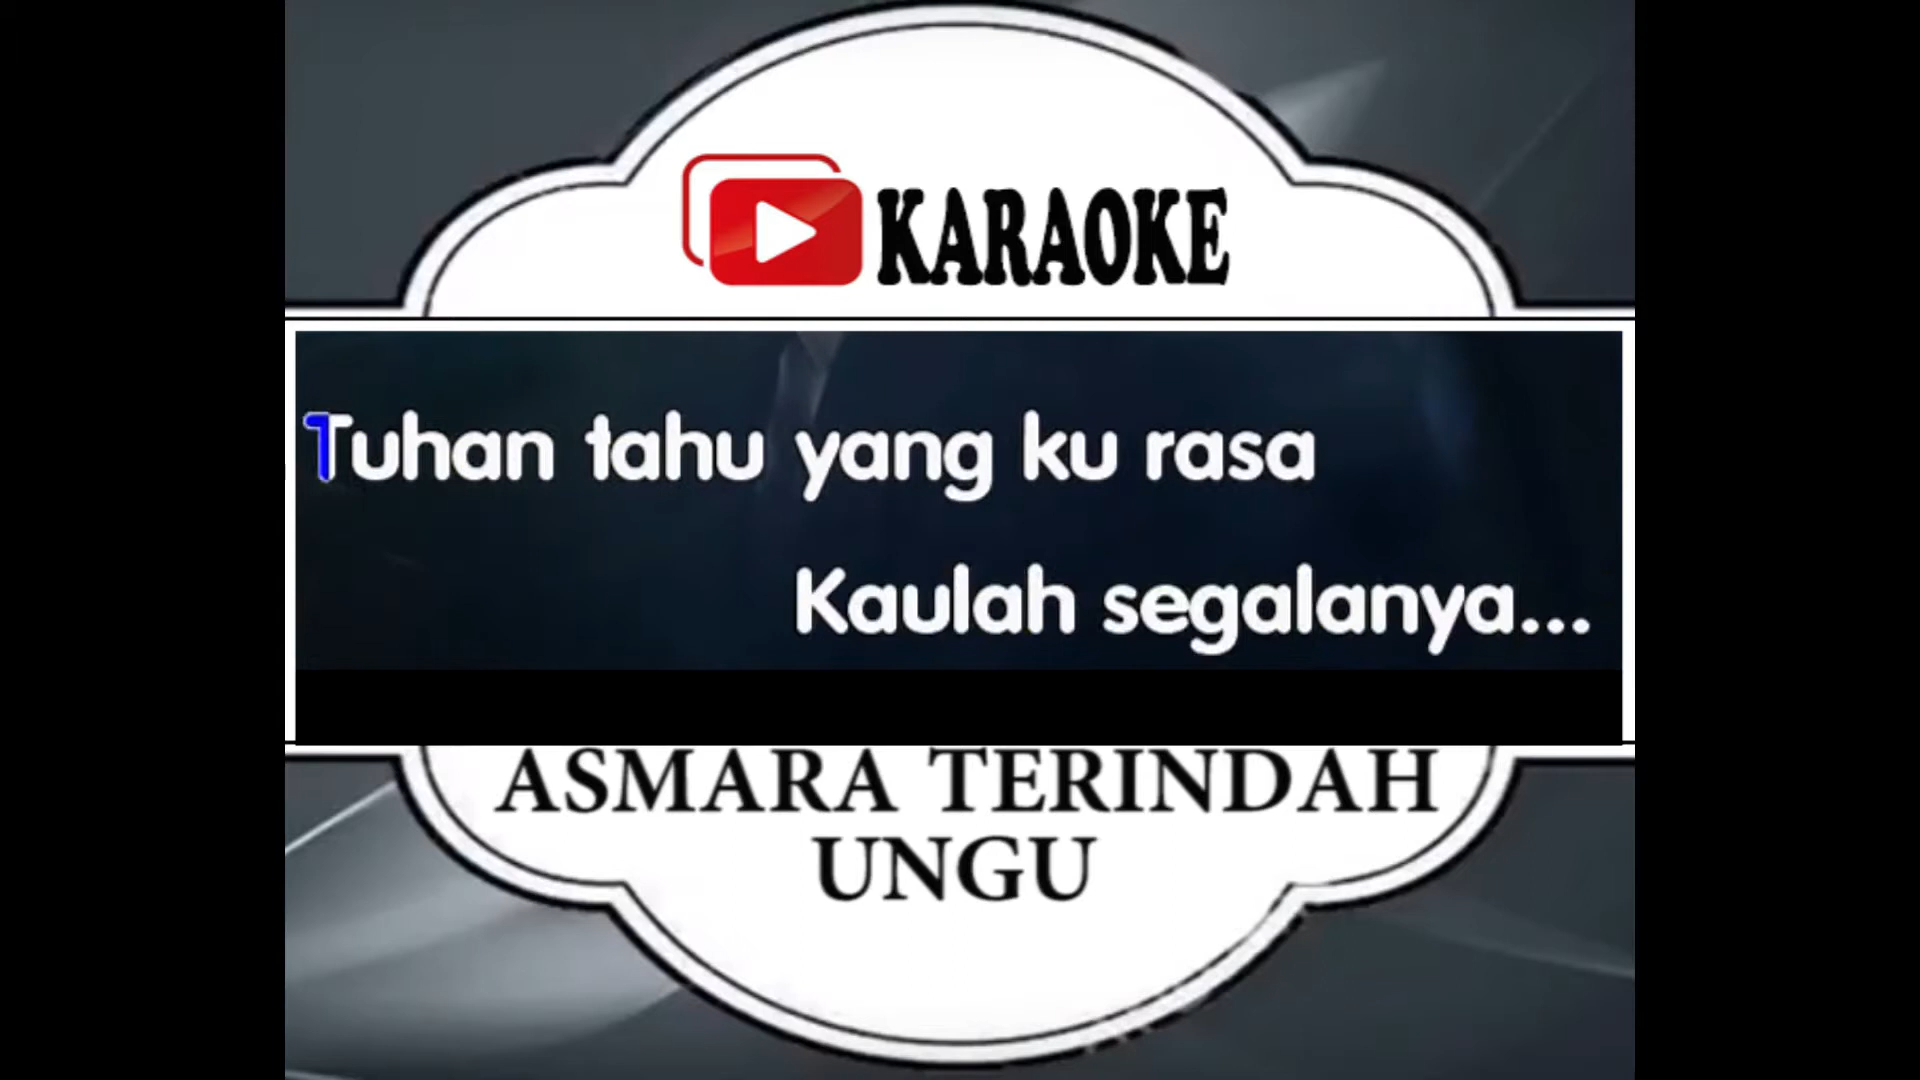 KARAOKE
Tuhan tahu yang ku rasa
Kaulah segalanya...
ASMARA TERINDAH
UNGU